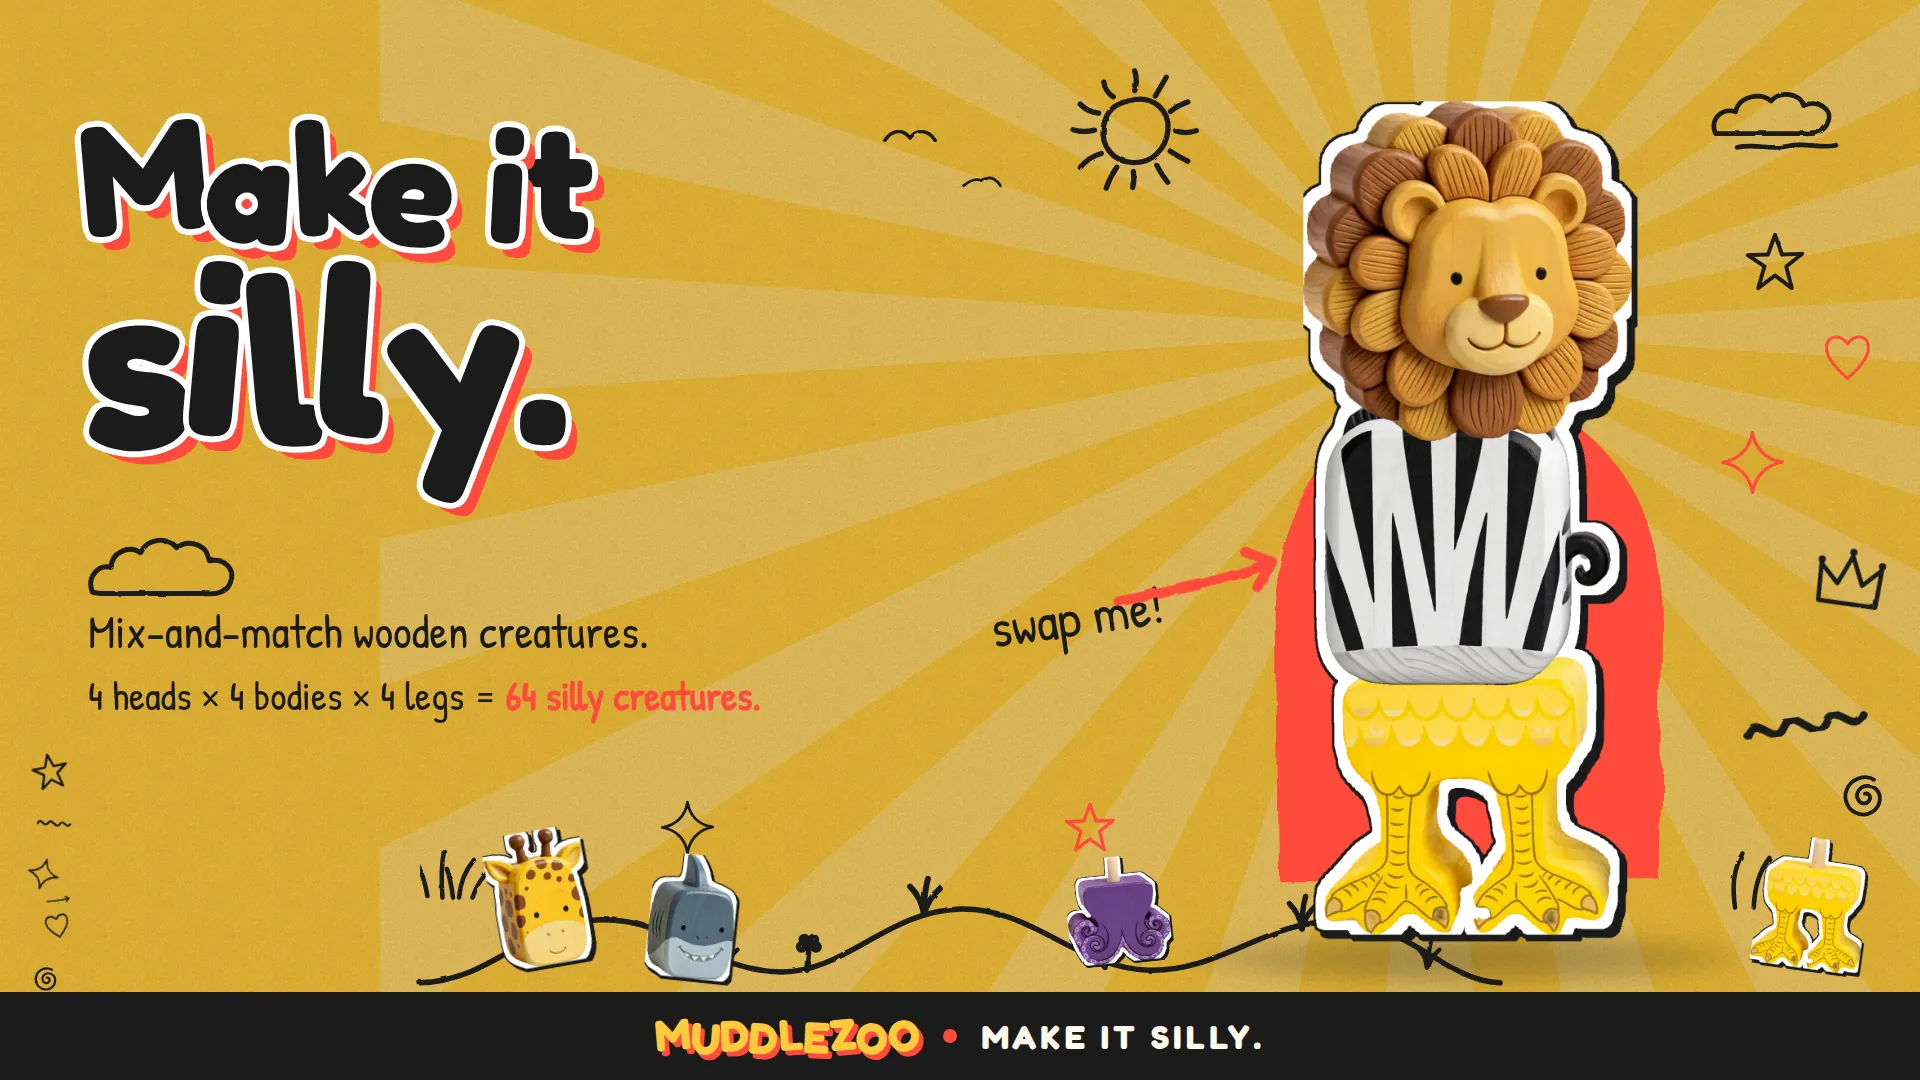 Make it
silly.
Mix-and-match wooden creatures.
4 heads × 4 bodies × 4 legs = 64 silly creatures.
swap me!
MUDDLEZOO • MAKE IT SILLY.